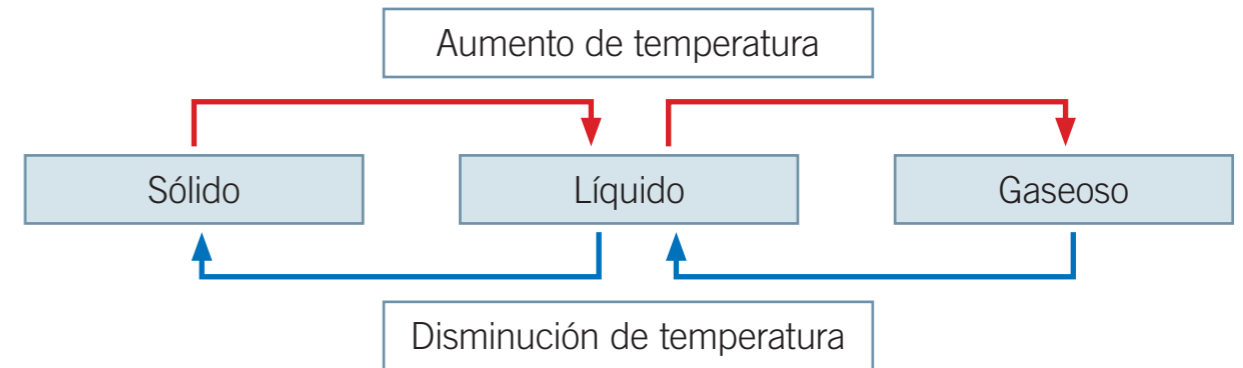 Aumento de temperatura
Sólido
Líquido
Gaseoso
Disminución de temperatura